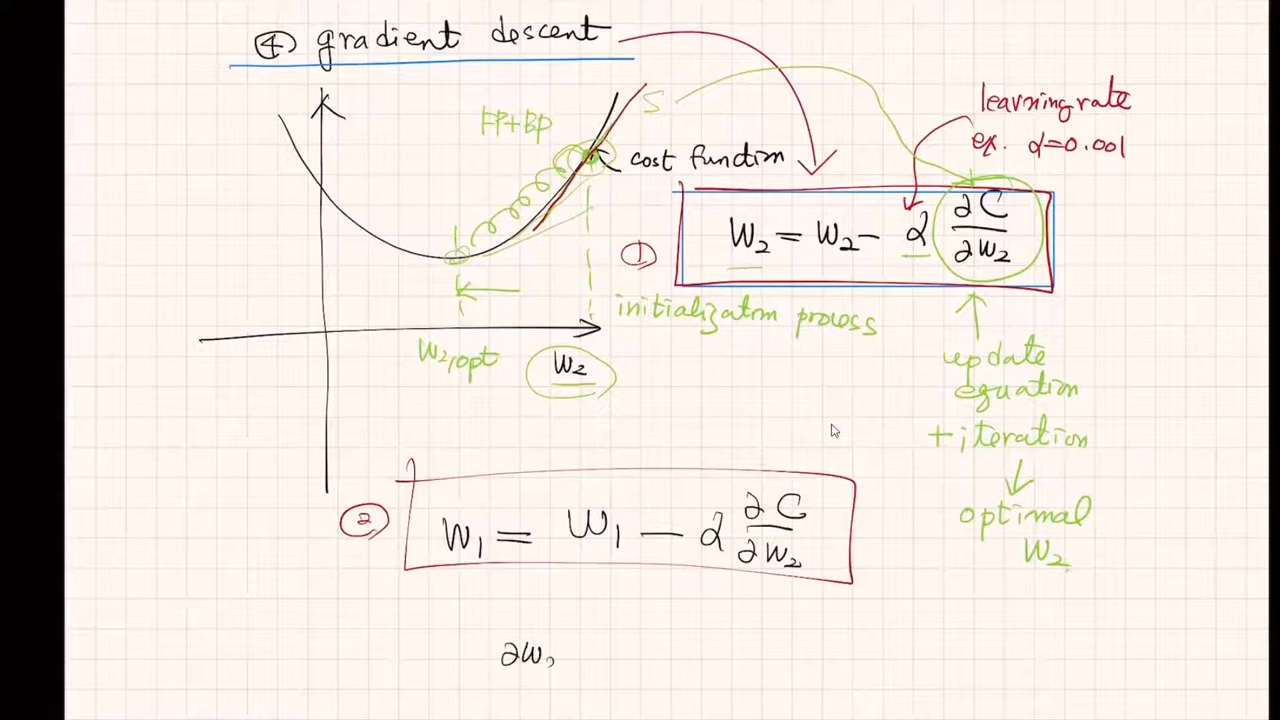 ④ gradient descent
S
FP+BP
learning rate
ex. α=0.001
cost function
① W₂ = W₂ − α ∂C/∂W₂
initialization process
W₂,opt
W₂
update
equation
+ iteration
optimal
W₂
② W₁ = W₁ − α ∂C/∂W₂
∂W₂